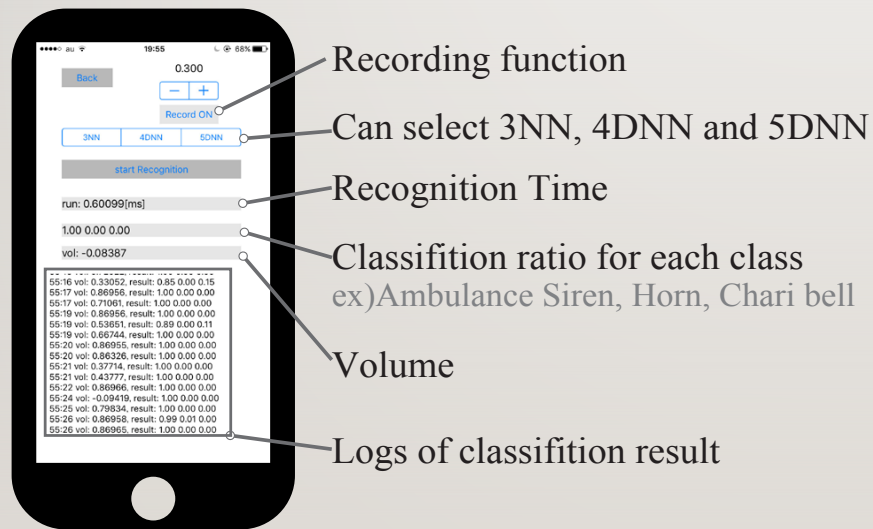 au 19:55 68%
0.300
Back
− +
Record ON
3NN 4DNN 5DNN
start Recognition
run: 0.60099[ms]
1.00 0.00 0.00
vol: -0.08387
55:16 vol: 0.33052, result: 0.85 0.00 0.15
55:17 vol: 0.86956, result: 1.00 0.00 0.00
55:17 vol: 0.71061, result: 1.00 0.00 0.00
55:19 vol: 0.86956, result: 1.00 0.00 0.00
55:19 vol: 0.53651, result: 0.89 0.00 0.11
55:19 vol: 0.66744, result: 1.00 0.00 0.00
55:20 vol: 0.86955, result: 1.00 0.00 0.00
55:20 vol: 0.86326, result: 1.00 0.00 0.00
55:21 vol: 0.37714, result: 1.00 0.00 0.00
55:21 vol: 0.43777, result: 1.00 0.00 0.00
55:22 vol: 0.86966, result: 1.00 0.00 0.00
55:24 vol: -0.09419, result: 1.00 0.00 0.00
55:25 vol: 0.79834, result: 1.00 0.00 0.00
55:26 vol: 0.86958, result: 0.99 0.01 0.00
55:26 vol: 0.86965, result: 1.00 0.00 0.00
Recording function
Can select 3NN, 4DNN and 5DNN
Recognition Time
Classifition ratio for each class
ex)Ambulance Siren, Horn, Chari bell
Volume
Logs of classifition result